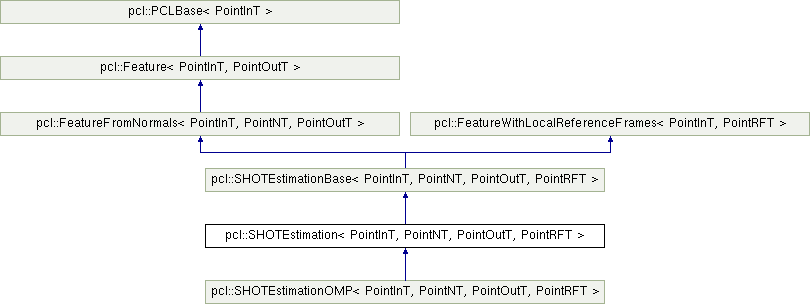 pcl::PCLBase< PointInT >
pcl::Feature< PointInT, PointOutT >
pcl::FeatureFromNormals< PointInT, PointNT, PointOutT >
pcl::FeatureWithLocalReferenceFrames< PointInT, PointRFT >
pcl::SHOTEstimationBase< PointInT, PointNT, PointOutT, PointRFT >
pcl::SHOTEstimation< PointInT, PointNT, PointOutT, PointRFT >
pcl::SHOTEstimationOMP< PointInT, PointNT, PointOutT, PointRFT >